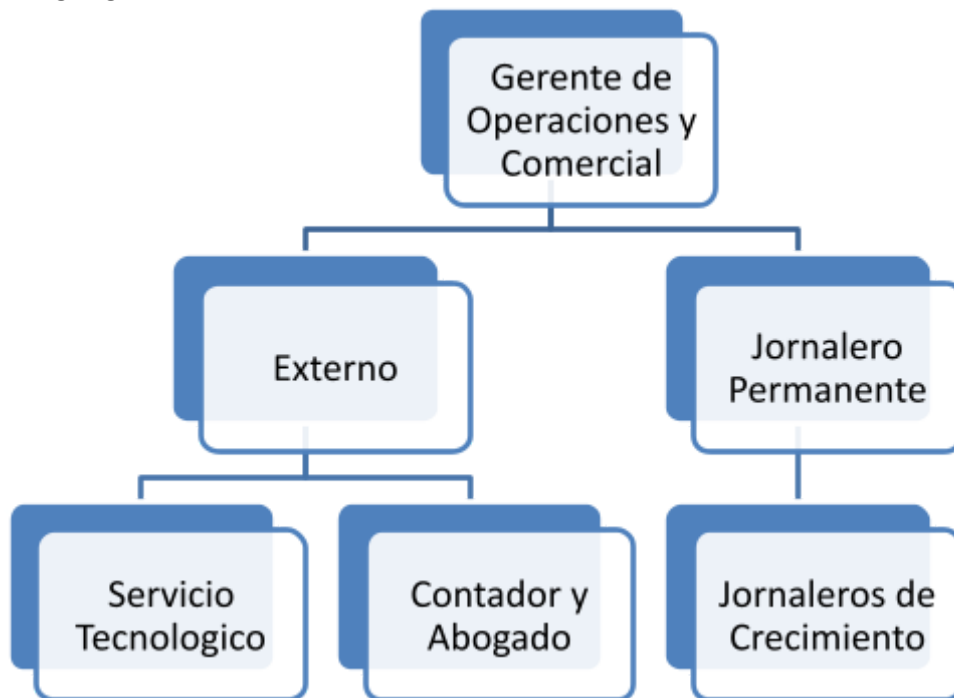 Gerente de
Operaciones y
Comercial
Externo
Jornalero
Permanente
Servicio
Tecnologico
Contador y
Abogado
Jornaleros de
Crecimiento